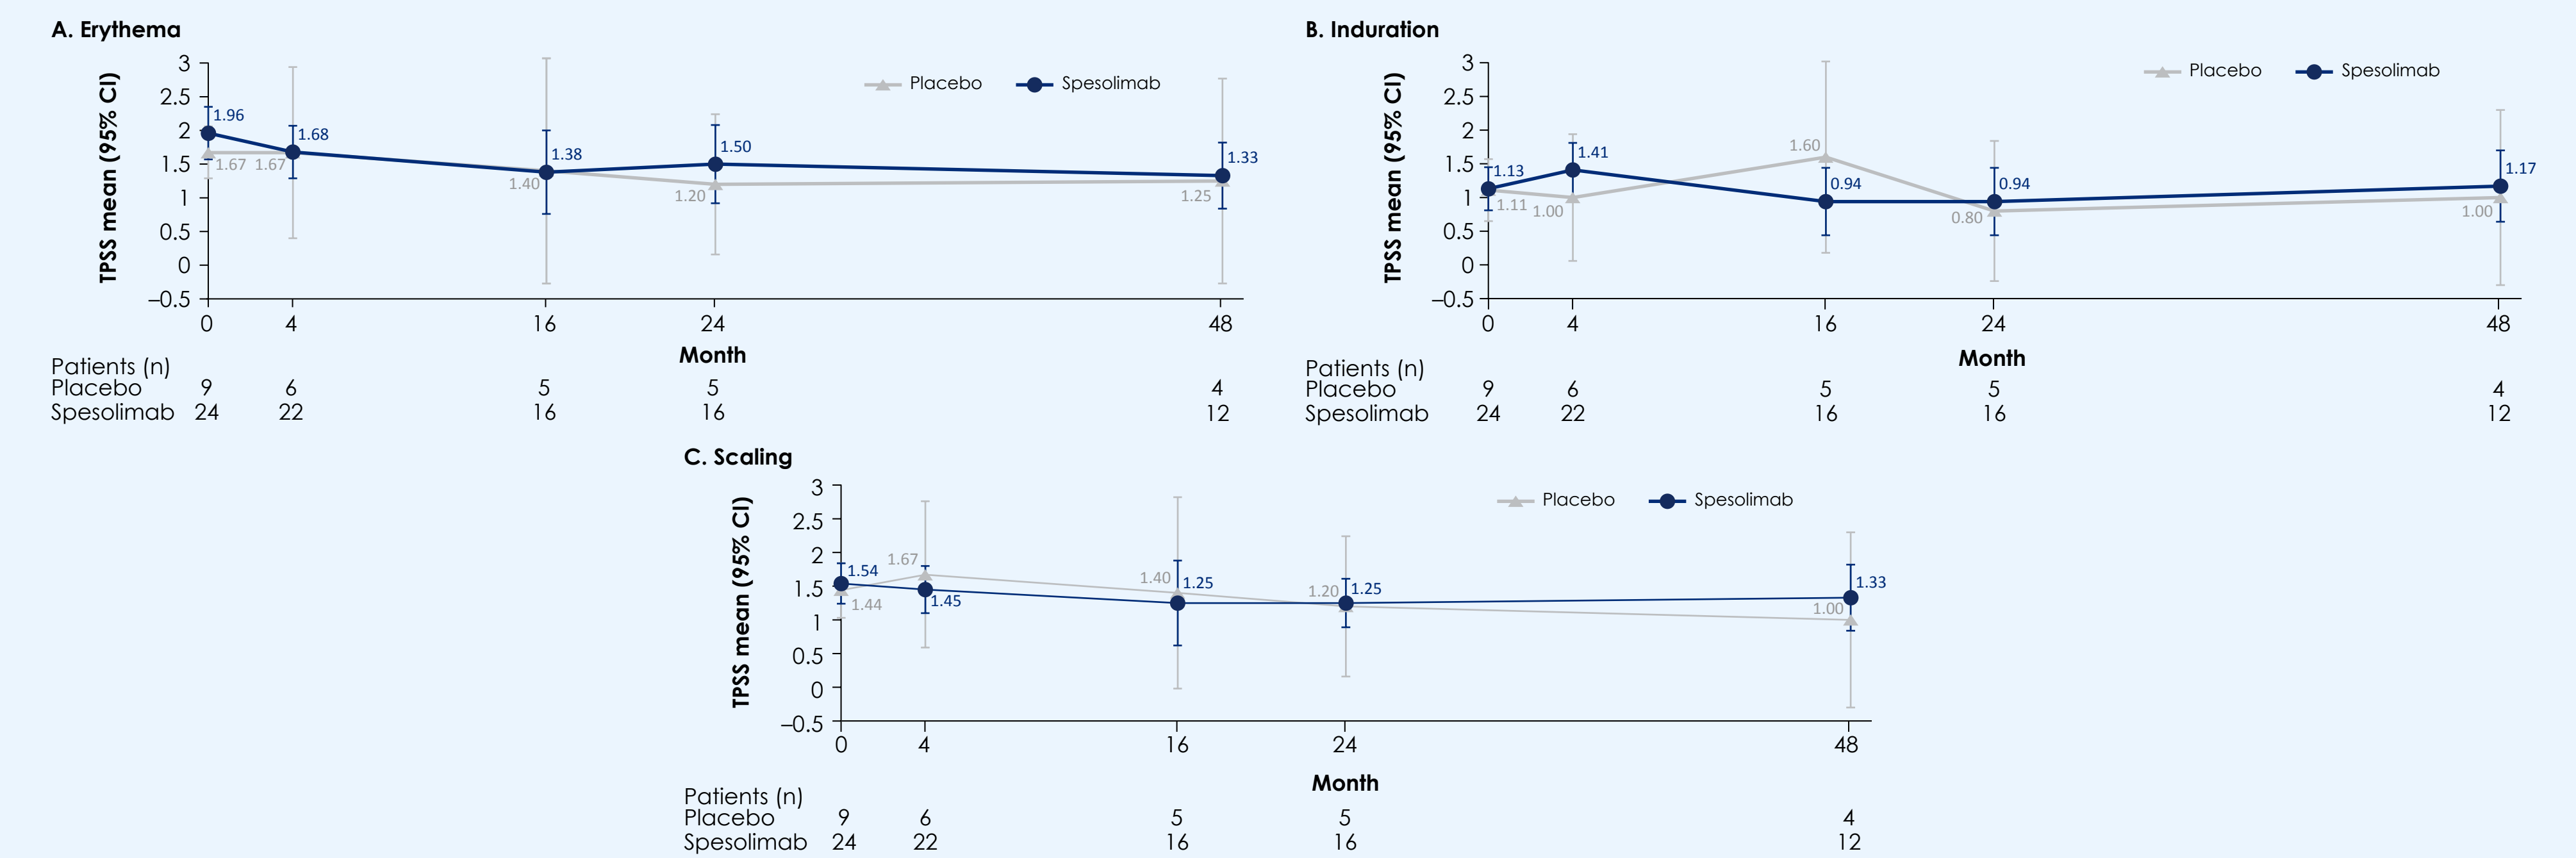 A. Erythema
TPSS mean (95% CI)
3
2.5
2
1.5
1
0.5
0
–0.5
Placebo
Spesolimab
1.96
1.68
1.38
1.50
1.33
1.67
1.67
1.40
1.20
1.25
0 4 16 24 48
Month
Patients (n)
Placebo 9 6 5 5 4
Spesolimab 24 22 16 16 12
B. Induration
TPSS mean (95% CI)
3
2.5
2
1.5
1
0.5
0
–0.5
Placebo
Spesolimab
1.13
1.41
0.94
0.94
1.17
1.11
1.00
1.60
0.80
1.00
0 4 16 24 48
Month
Patients (n)
Placebo 9 6 5 5 4
Spesolimab 24 22 16 16 12
C. Scaling
TPSS mean (95% CI)
3
2.5
2
1.5
1
0.5
0
–0.5
Placebo
Spesolimab
1.54
1.45
1.25
1.25
1.33
1.44
1.67
1.40
1.20
1.00
0 4 16 24 48
Month
Patients (n)
Placebo 9 6 5 5 4
Spesolimab 24 22 16 16 12